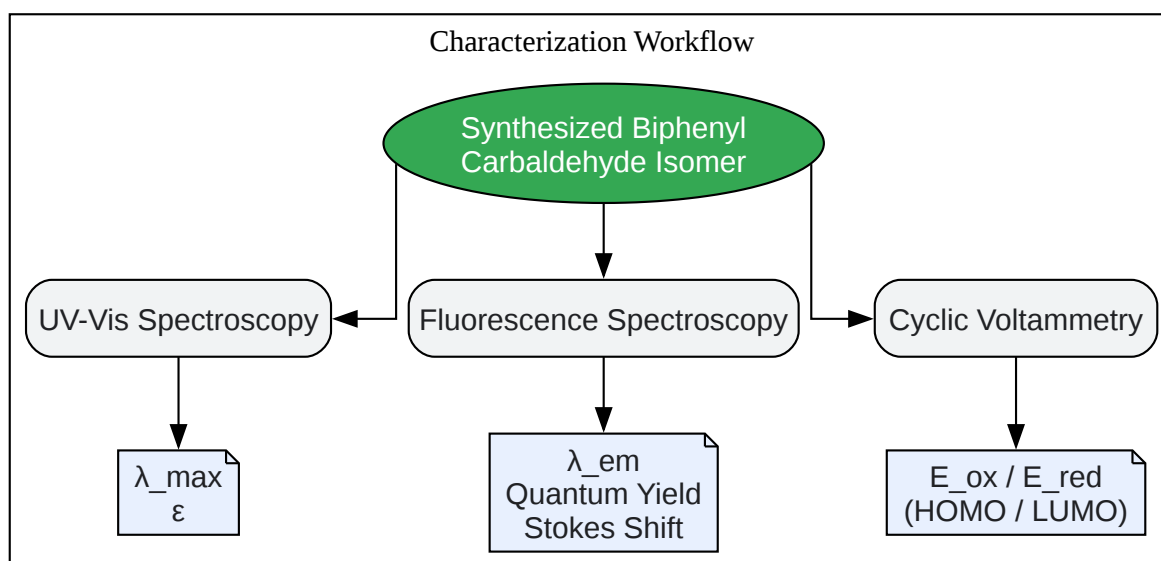 Characterization Workflow
Synthesized Biphenyl
Carbaldehyde Isomer
UV-Vis Spectroscopy
Fluorescence Spectroscopy
Cyclic Voltammetry
λ_max
ε
λ_em
Quantum Yield
Stokes Shift
E_ox / E_red
(HOMO / LUMO)